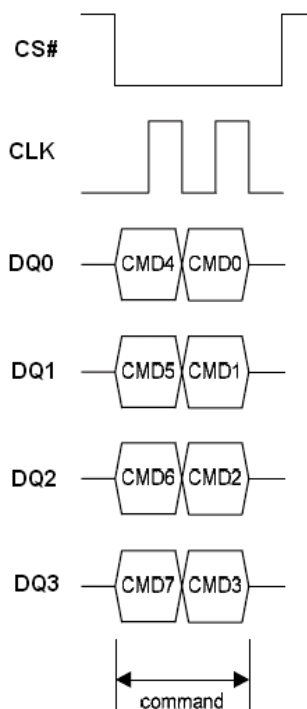 CS#
CLK
DQ0 CMD4 CMD0
DQ1 CMD5 CMD1
DQ2 CMD6 CMD2
DQ3 CMD7 CMD3
command